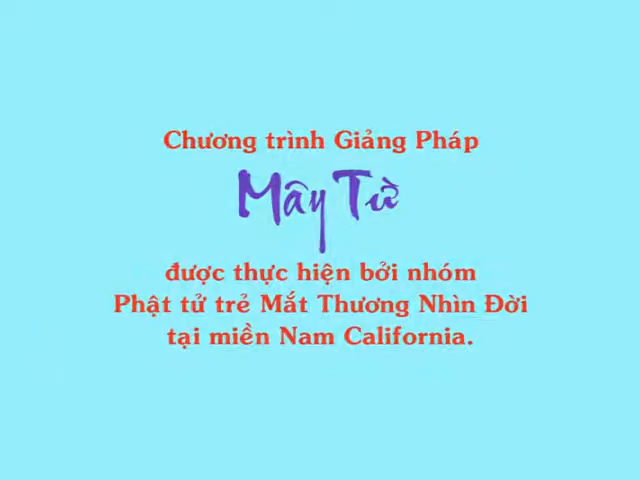 Chương trình Giảng Pháp
Mây Từ
được thực hiện bởi nhóm
Phật tử trẻ Mắt Thương Nhìn Đời
tại miền Nam California.